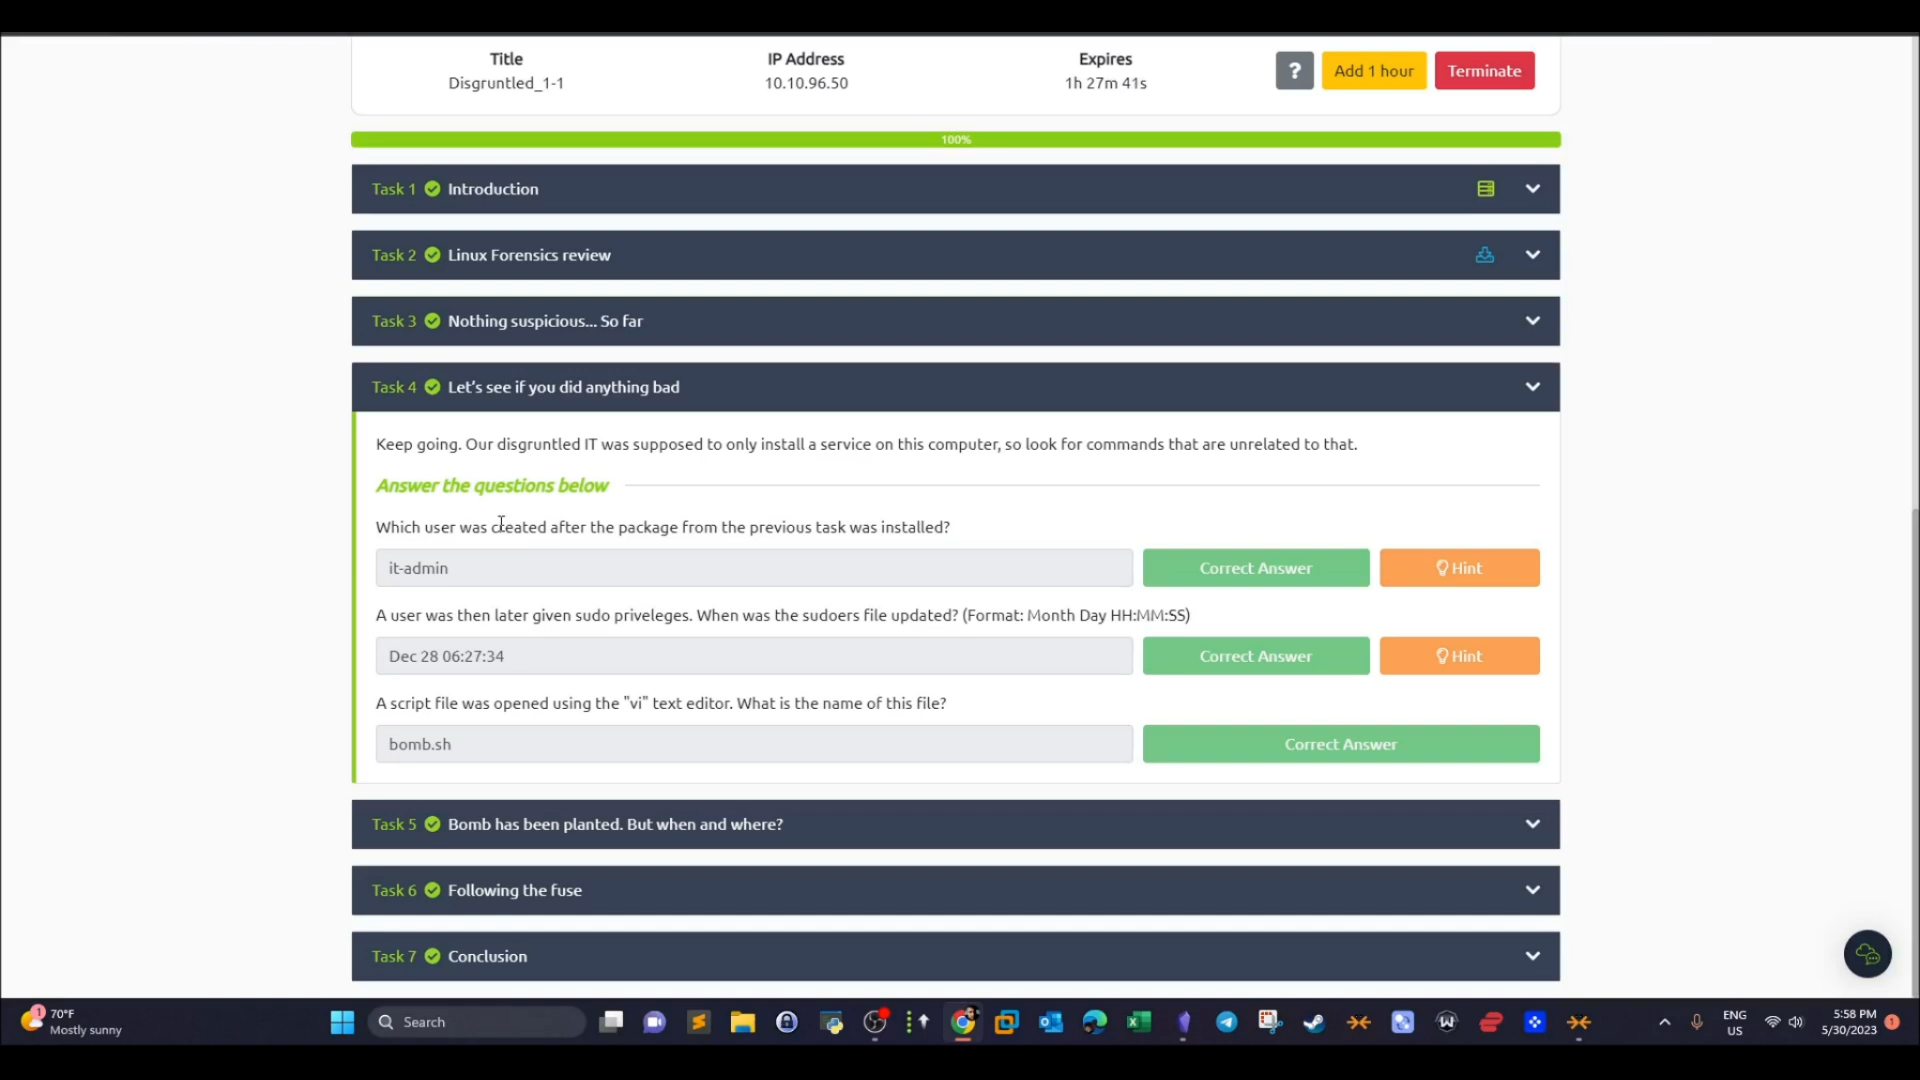 Title
IP Address
Expires
Disgruntled_1-1
10.10.96.50
1h 27m 41s
?
Add 1 hour
Terminate
100%
Task 1 Introduction
Task 2 Linux Forensics review
Task 3 Nothing suspicious... So far
Task 4 Let's see if you did anything bad
Keep going. Our disgruntled IT was supposed to only install a service on this computer, so look for commands that are unrelated to that.
Answer the questions below
Which user was created after the package from the previous task was installed?
it-admin
Correct Answer
Hint
A user was then later given sudo priveleges. When was the sudoers file updated? (Format: Month Day HH:MM:SS)
Dec 28 06:27:34
Correct Answer
Hint
A script file was opened using the "vi" text editor. What is the name of this file?
bomb.sh
Correct Answer
Task 5 Bomb has been planted. But when and where?
Task 6 Following the fuse
Task 7 Conclusion
1
70°F
Mostly sunny
Search
ENG
US
5:58 PM
5/30/2023
1